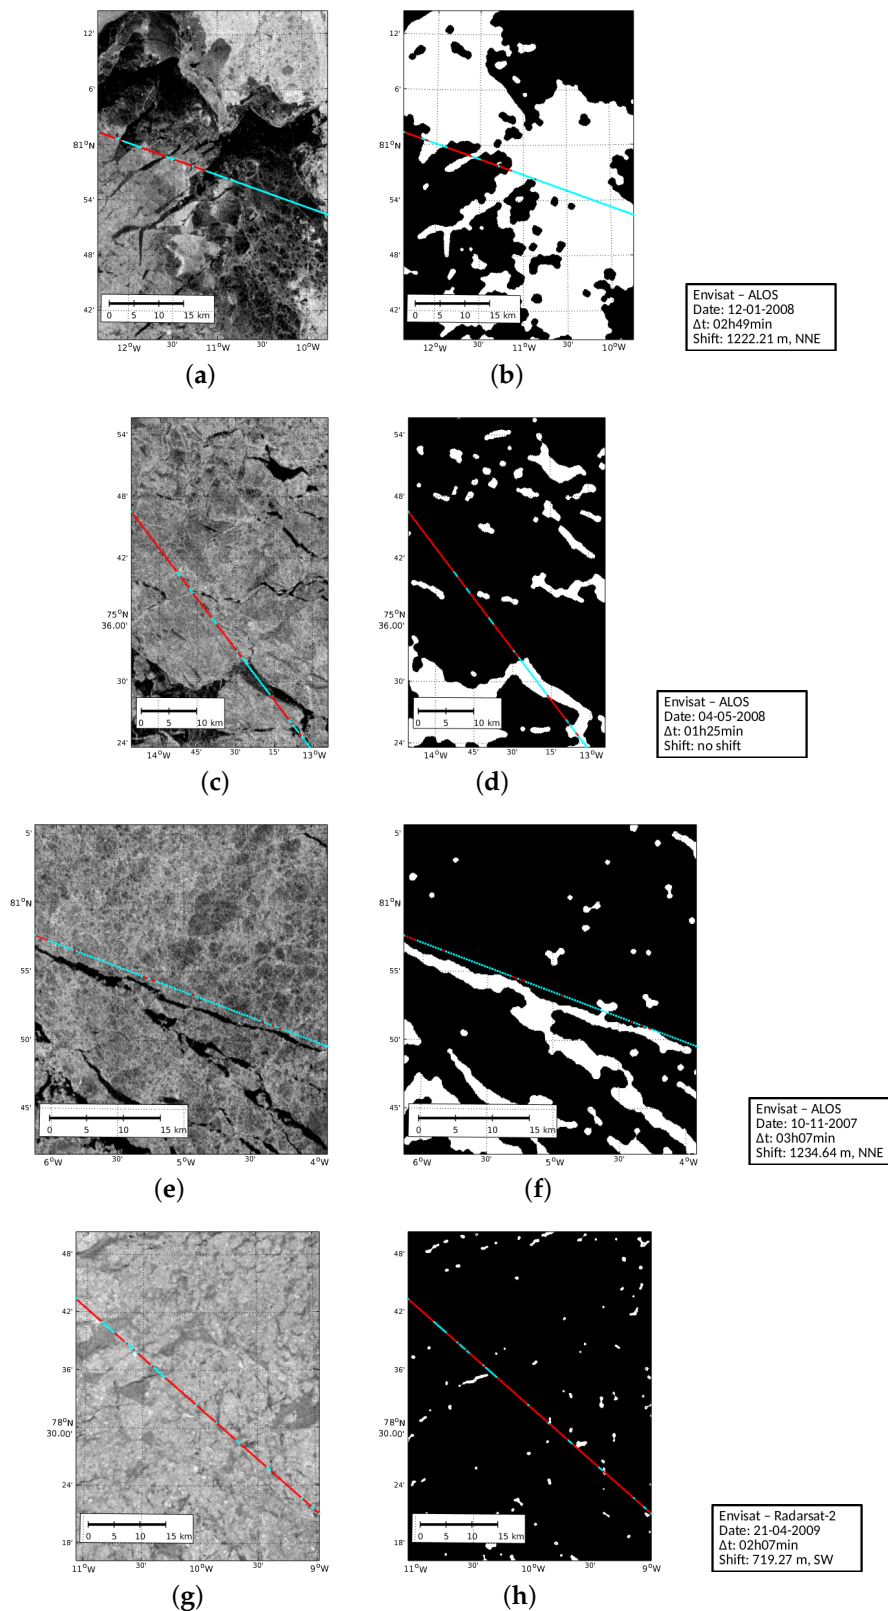 12'
6'
81°N
54'
48'
42'
0 5 10 15 km
12°W 30' 11°W 30' 10°W
0 5 10 15 km
12°W 30' 11°W 30' 10°W
Envisat – ALOS
Date: 12-01-2008
Δt: 02h49min
Shift: 1222.21 m, NNE
(a) (b)
54'
48'
42'
75°N
36.00'
30'
24'
0 5 10 km
14°W 45' 30' 15' 13°W
54'
48'
42'
75°N
36.00'
30'
24'
0 5 10 km
14°W 45' 30' 15' 13°W
Envisat – ALOS
Date: 04-05-2008
Δt: 01h25min
Shift: no shift
(c) (d)
5'
81°N
55'
50'
45'
0 5 10 15 km
6°W 30' 5°W 30' 4°W
5'
81°N
55'
50'
45'
0 5 10 15 km
6°W 30' 5°W 30' 4°W
Envisat – ALOS
Date: 10-11-2007
Δt: 03h07min
Shift: 1234.64 m, NNE
(e) (f)
48'
42'
36'
78°N
30.00'
24'
18'
0 5 10 15 km
11°W 30' 10°W 30' 9°W
48'
42'
36'
78°N
30.00'
24'
18'
0 5 10 15 km
11°W 30' 10°W 30' 9°W
Envisat – Radarsat-2
Date: 21-04-2009
Δt: 02h07min
Shift: 719.27 m, SW
(g) (h)